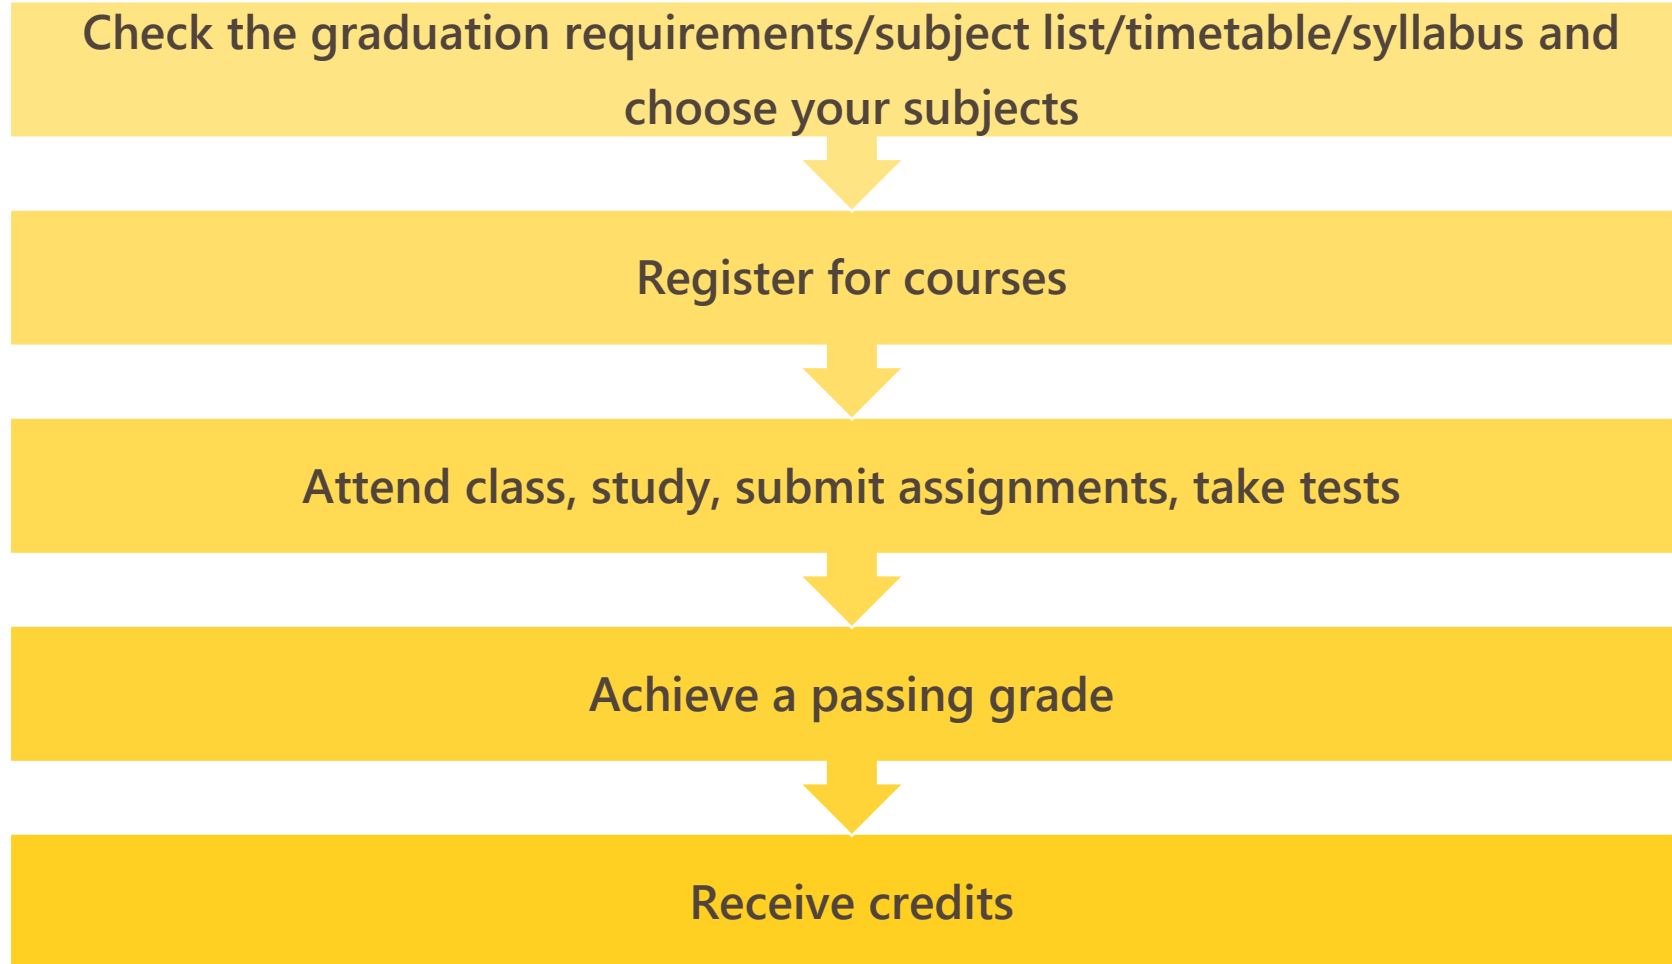 Check the graduation requirements/subject list/timetable/syllabus and
choose your subjects
Register for courses
Attend class, study, submit assignments, take tests
Achieve a passing grade
Receive credits